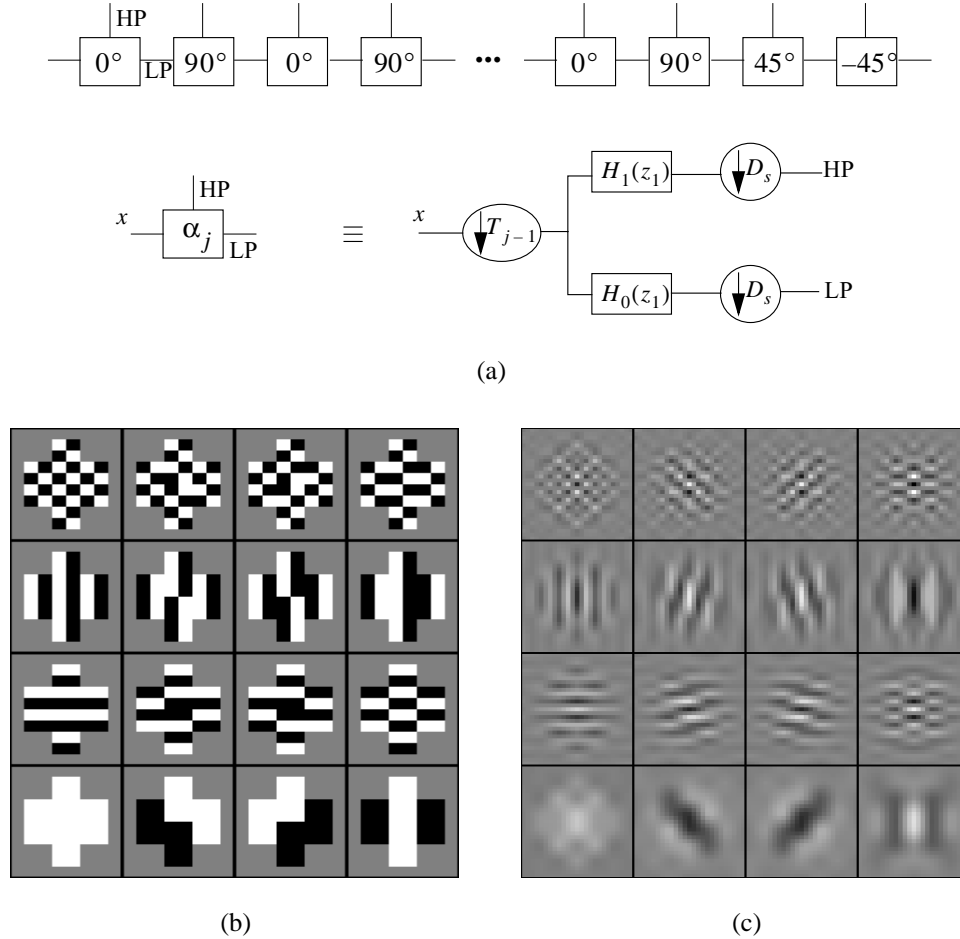 HP
0° LP 90° 0° 90° ••• 0° 90° 45° –45°
HP
x α_j LP ≡ x T_{j – 1} H_1(z_1) D_s HP
H_0(z_1) D_s LP
(a)
(b) (c)